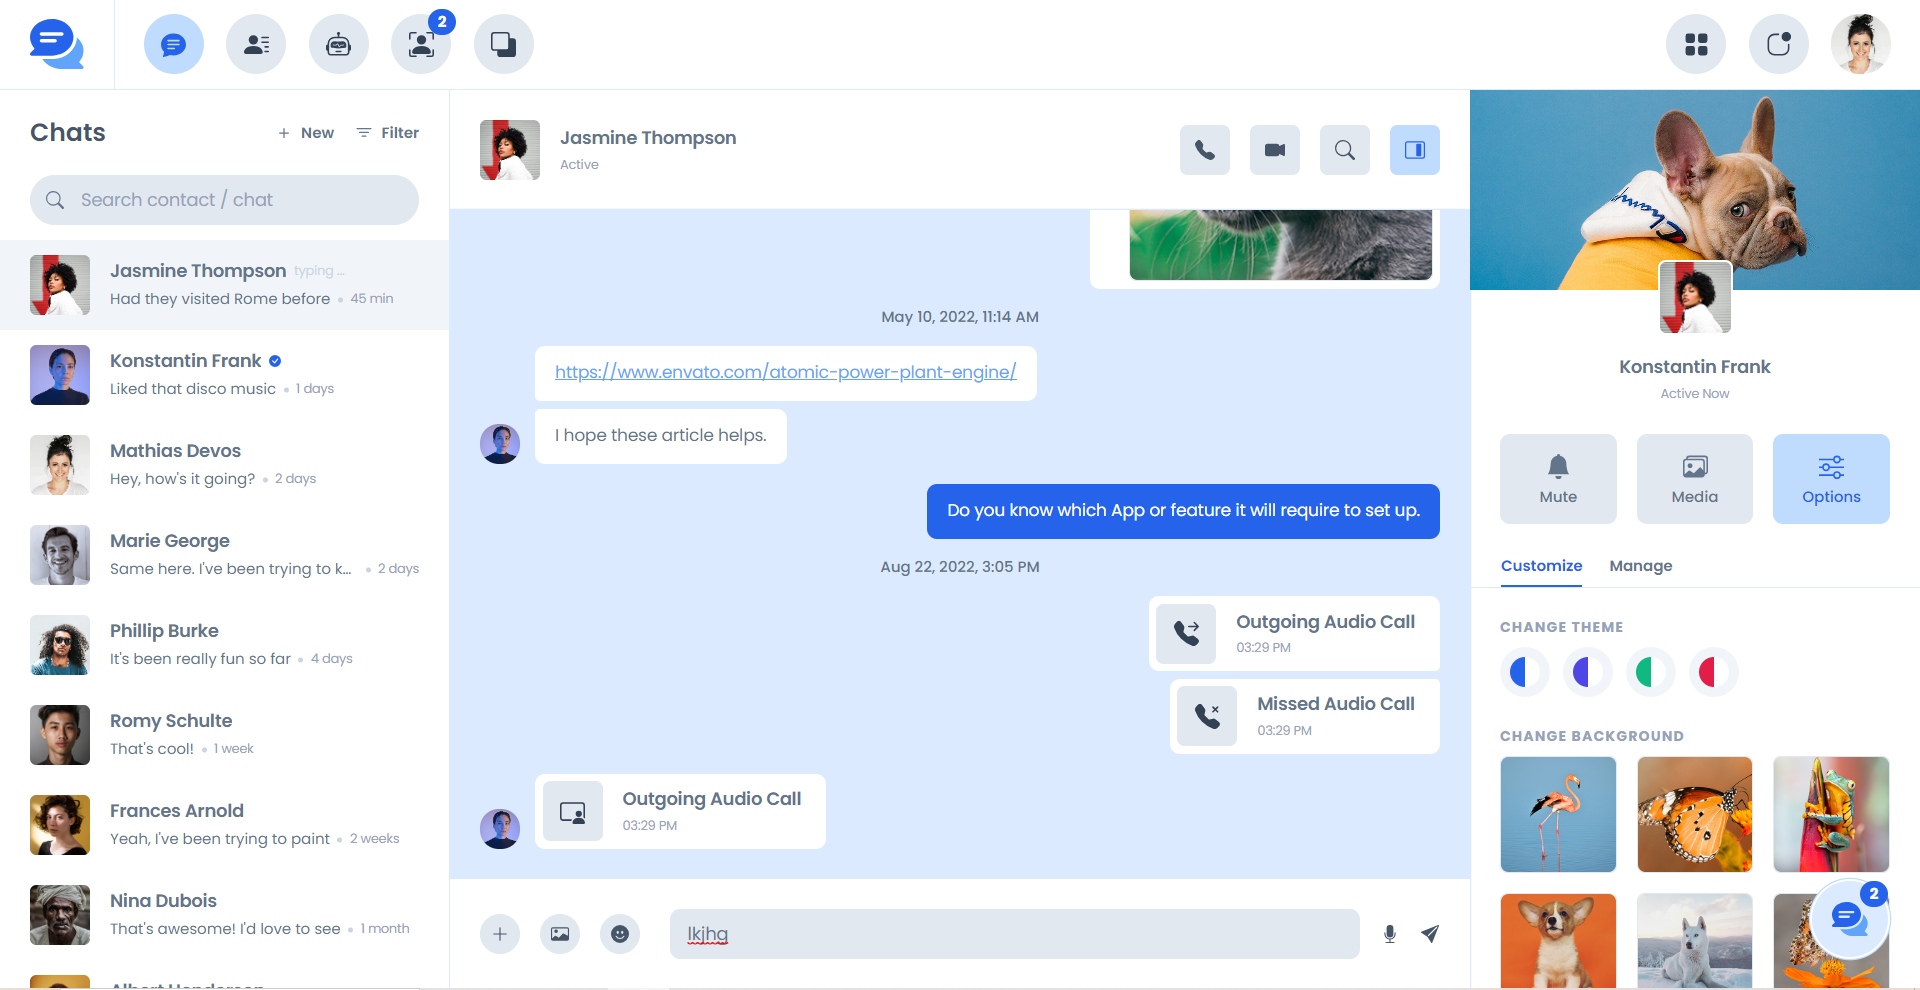 2
Chats
New
Filter
Search contact / chat
Jasmine Thompson typing ...
Had they visited Rome before 45 min
Konstantin Frank
Liked that disco music 1 days
Mathias Devos
Hey, how's it going? 2 days
Marie George
Same here. I've been trying to k... 2 days
Phillip Burke
It's been really fun so far 4 days
Romy Schulte
That's cool! 1 week
Frances Arnold
Yeah, I've been trying to paint 2 weeks
Nina Dubois
That's awesome! I'd love to see 1 month
Jasmine Thompson
Active
May 10, 2022, 11:14 AM
https://www.envato.com/atomic-power-plant-engine/
I hope these article helps.
Do you know which App or feature it will require to set up.
Aug 22, 2022, 3:05 PM
Outgoing Audio Call
03:29 PM
Missed Audio Call
03:29 PM
Outgoing Audio Call
03:29 PM
lkjhg
Konstantin Frank
Active Now
Mute
Media
Options
Customize
Manage
CHANGE THEME
CHANGE BACKGROUND
2